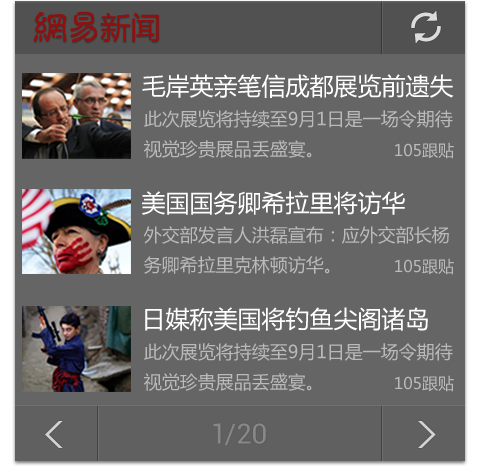 網易新闻
毛岸英亲笔信成都展览前遗失
此次展览将持续至9月1日是一场令期待
视觉珍贵展品丢盛宴。
105跟贴
美国国务卿希拉里将访华
外交部发言人洪磊宣布：应外交部长杨
务卿希拉里克林顿访华。
105跟贴
日媒称美国将钓鱼尖阁诸岛
此次展览将持续至9月1日是一场令期待
视觉珍贵展品丢盛宴。
105跟贴
1/20